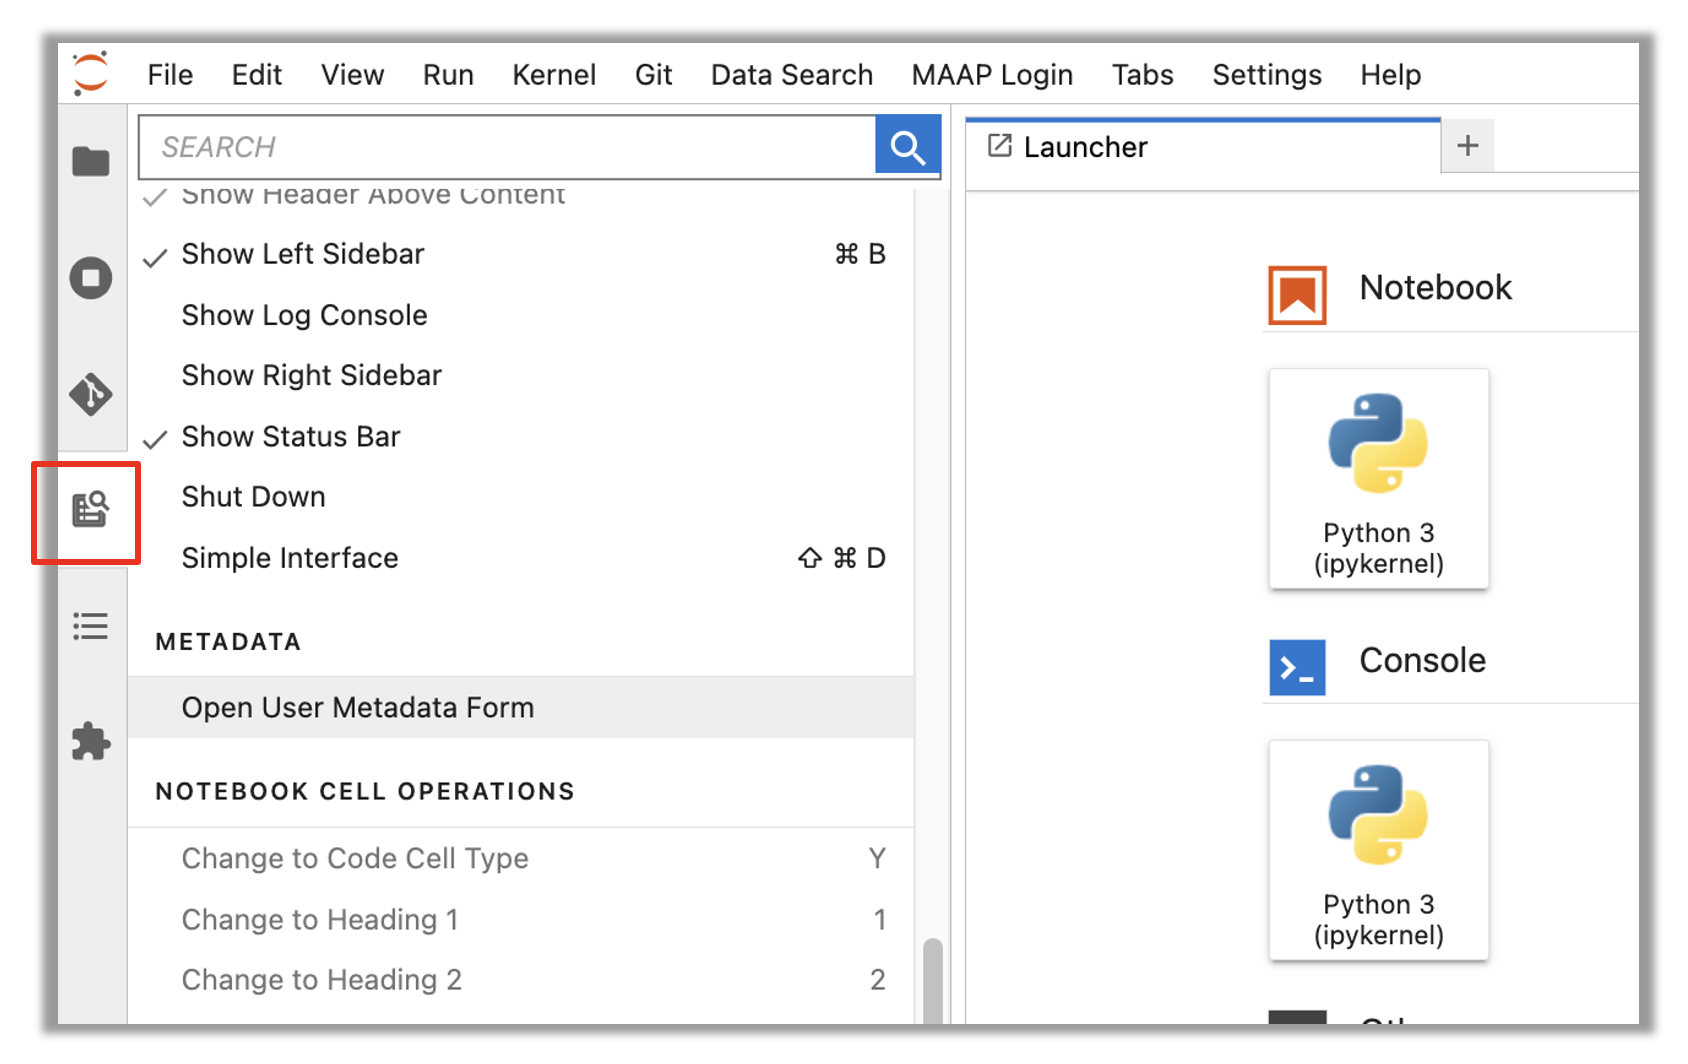 File Edit View Run Kernel Git Data Search MAAP Login Tabs Settings Help
SEARCH
Show Header Above Content
Show Left Sidebar ⌘ B
Show Log Console
Show Right Sidebar
Show Status Bar
Shut Down
Simple Interface ⇧ ⌘ D
METADATA
Open User Metadata Form
NOTEBOOK CELL OPERATIONS
Change to Code Cell Type Y
Change to Heading 1 1
Change to Heading 2 2
Launcher +
Notebook
Python 3
(ipykernel)
Console
Python 3
(ipykernel)